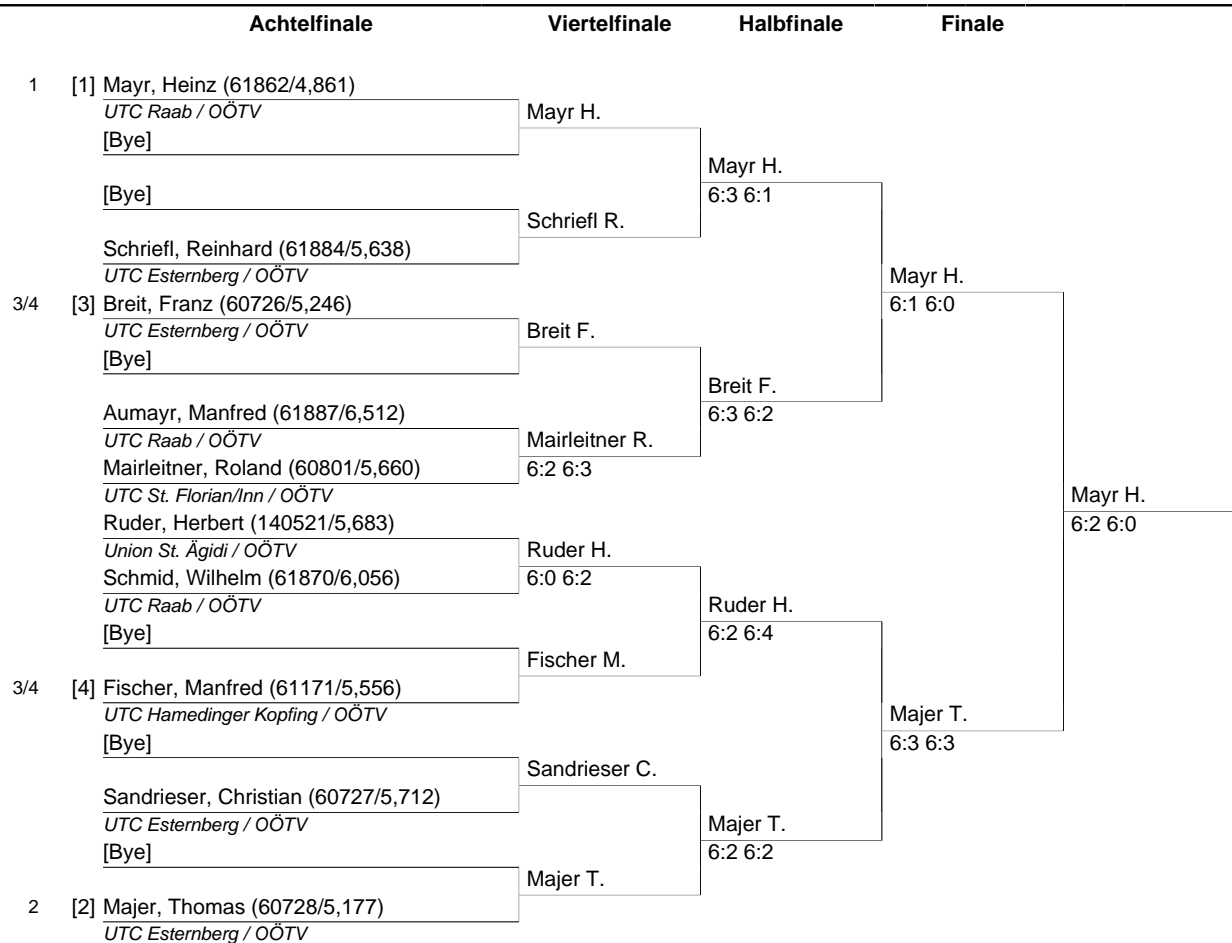 Achtelfinale Viertelfinale Halbfinale Finale
1 [1] Mayr, Heinz (61862/4,861)
UTC Raab / OÖTV Mayr H.
[Bye]
Mayr H.
[Bye] 6:3 6:1
Schriefl R.
Schriefl, Reinhard (61884/5,638)
UTC Esternberg / OÖTV Mayr H.
3/4 [3] Breit, Franz (60726/5,246) 6:1 6:0
UTC Esternberg / OÖTV Breit F.
[Bye]
Breit F.
Aumayr, Manfred (61887/6,512) 6:3 6:2
UTC Raab / OÖTV Mairleitner R.
Mairleitner, Roland (60801/5,660) 6:2 6:3
UTC St. Florian/Inn / OÖTV Mayr H.
Ruder, Herbert (140521/5,683) 6:2 6:0
Union St. Ägidi / OÖTV Ruder H.
Schmid, Wilhelm (61870/6,056) 6:0 6:2
UTC Raab / OÖTV Ruder H.
[Bye] 6:2 6:4
Fischer M.
3/4 [4] Fischer, Manfred (61171/5,556)
UTC Hamedinger Kopfing / OÖTV Majer T.
[Bye] 6:3 6:3
Sandrieser C.
Sandrieser, Christian (60727/5,712)
UTC Esternberg / OÖTV Majer T.
[Bye] 6:2 6:2
Majer T.
2 [2] Majer, Thomas (60728/5,177)
UTC Esternberg / OÖTV